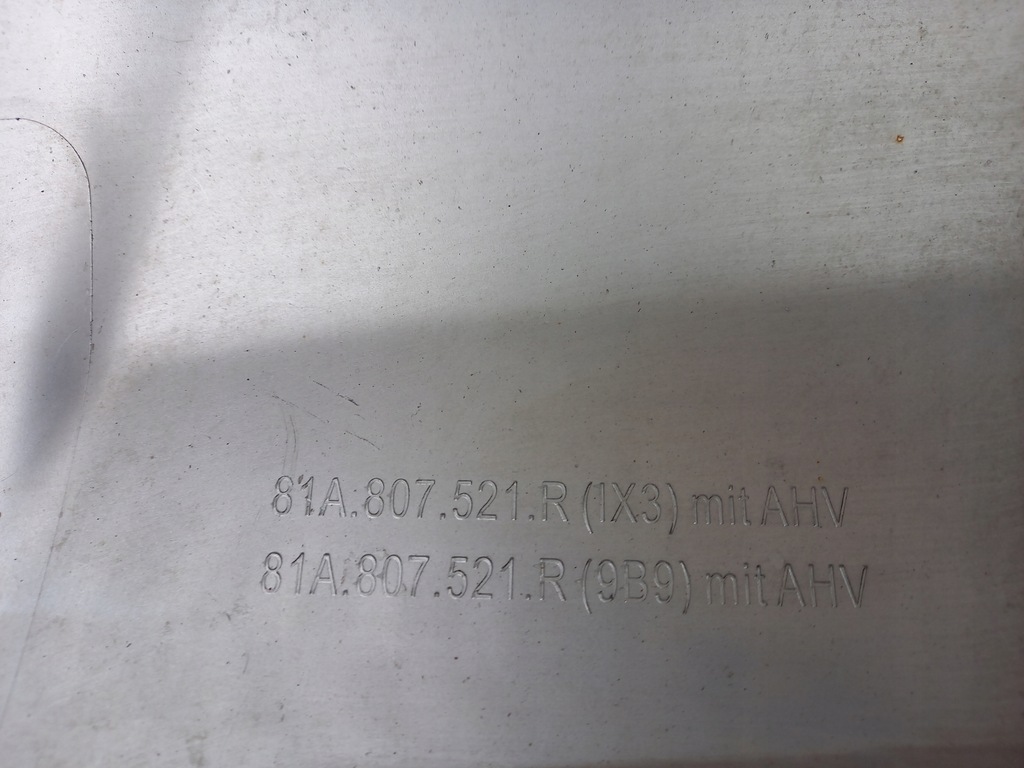 81A.807.521.R (1X3) mit AHV
81A.807.521.R (9B9) mit AHV